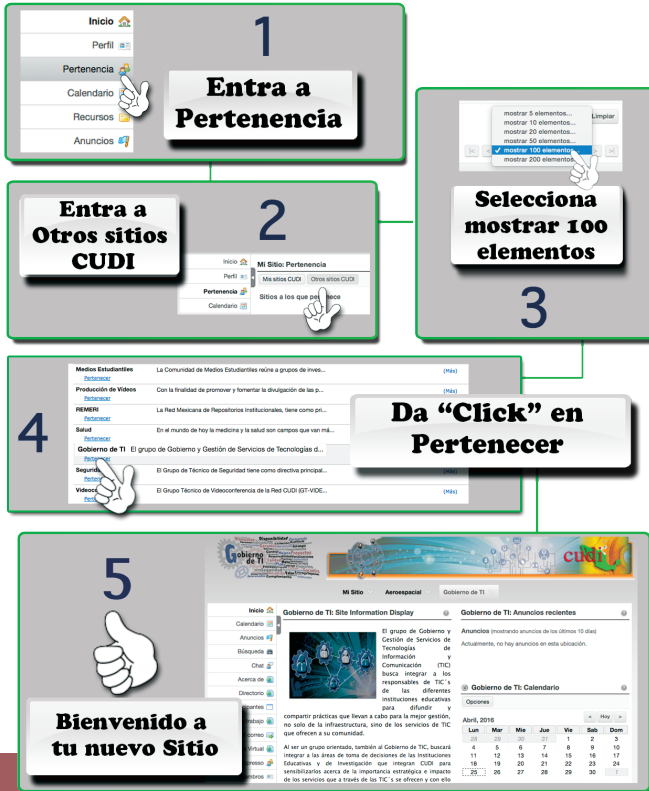 Inicio
Perfil
Pertenencia
Calendario
Recursos
Anuncios
1
Entra a
Pertenencia
Entra a
Otros sitios
CUDI
2
Inicio
Perfil
Pertenencia
Calendario
Mi Sitio: Pertenencia
Mis sitios CUDI Otros sitios CUDI
Sitios a los que
mostrar 5 elementos...
mostrar 10 elementos...
mostrar 20 elementos...
mostrar 50 elementos...
✓ mostrar 100 elementos...
mostrar 200 elementos
Limpiar
Selecciona
mostrar 100
elementos
3
4
Medios Estudiantiles La Comunidad de Medios Estudiantiles reúne a grupos de inves... (Más)
Pertenecer
Producción de Vídeos Con la finalidad de promover y fomentar la divulgación de las p... (Más)
Pertenecer
REMERI La Red Mexicana de Repositorios Institucionales, tiene como pri...
Pertenecer
Salud En el mundo de hoy la medicina y la salud son campos que van má...
Pertenecer
Gobierno de TI El grupo de Gobierno y Gestión de Servicios de Tecnologías d...
El Grupo de Técnico de Seguridad tiene como directiva principal... (Más)
El Grupo Técnico de Videoconferencia de la Red CUDI (GT-VIDE... (Más)
Da “Click” en
Pertenecer
5
Disponibilidad
Gobierno
de TI
cudi
Mi Sitio Aeroespacial Gobierno de TI
Inicio
Calendario
Anuncios
Búsqueda
Chat
Acerca de
Directorio
Gobierno de TI: Site Information Display
El grupo de Gobierno y
Gestión de Servicios de
Tecnologías de
Información y
Comunicación (TIC)
busca integrar a los
responsables de TIC`s
de las diferentes
instituciones educativas
para difundir y
compartir prácticas que llevan a cabo para la mejor gestión,
no solo de la infraestructura, sino de los servicios de TIC
que ofrecen a su comunidad.
Al ser un grupo orientado, también al Gobierno de TIC, buscará
integrar a las áreas de toma de decisiones de las Instituciones
Educativas y de Investigación que integran CUDI para
sensibilizarlos acerca de la importancia estratégica e impacto
de los servicios que a través de las TIC`s se ofrecen y con ello
Gobierno de TI: Anuncios recientes
Anuncios (mostrando anuncios de los últimos 10 días)
Actualmente, no hay anuncios en esta ubicación.
Gobierno de TI: Calendario
Opciones
Abril, 2016 < Hoy >
Lun Mar Mie Jue Vie Sab Dom
28 29 30 31 1 2 3
4 5 6 7 8 9 10
11 12 13 14 15 16 17
18 19 20 21 22 23 24
25 26 27 28 29 30 1
Bienvenido a
tu nuevo Sitio